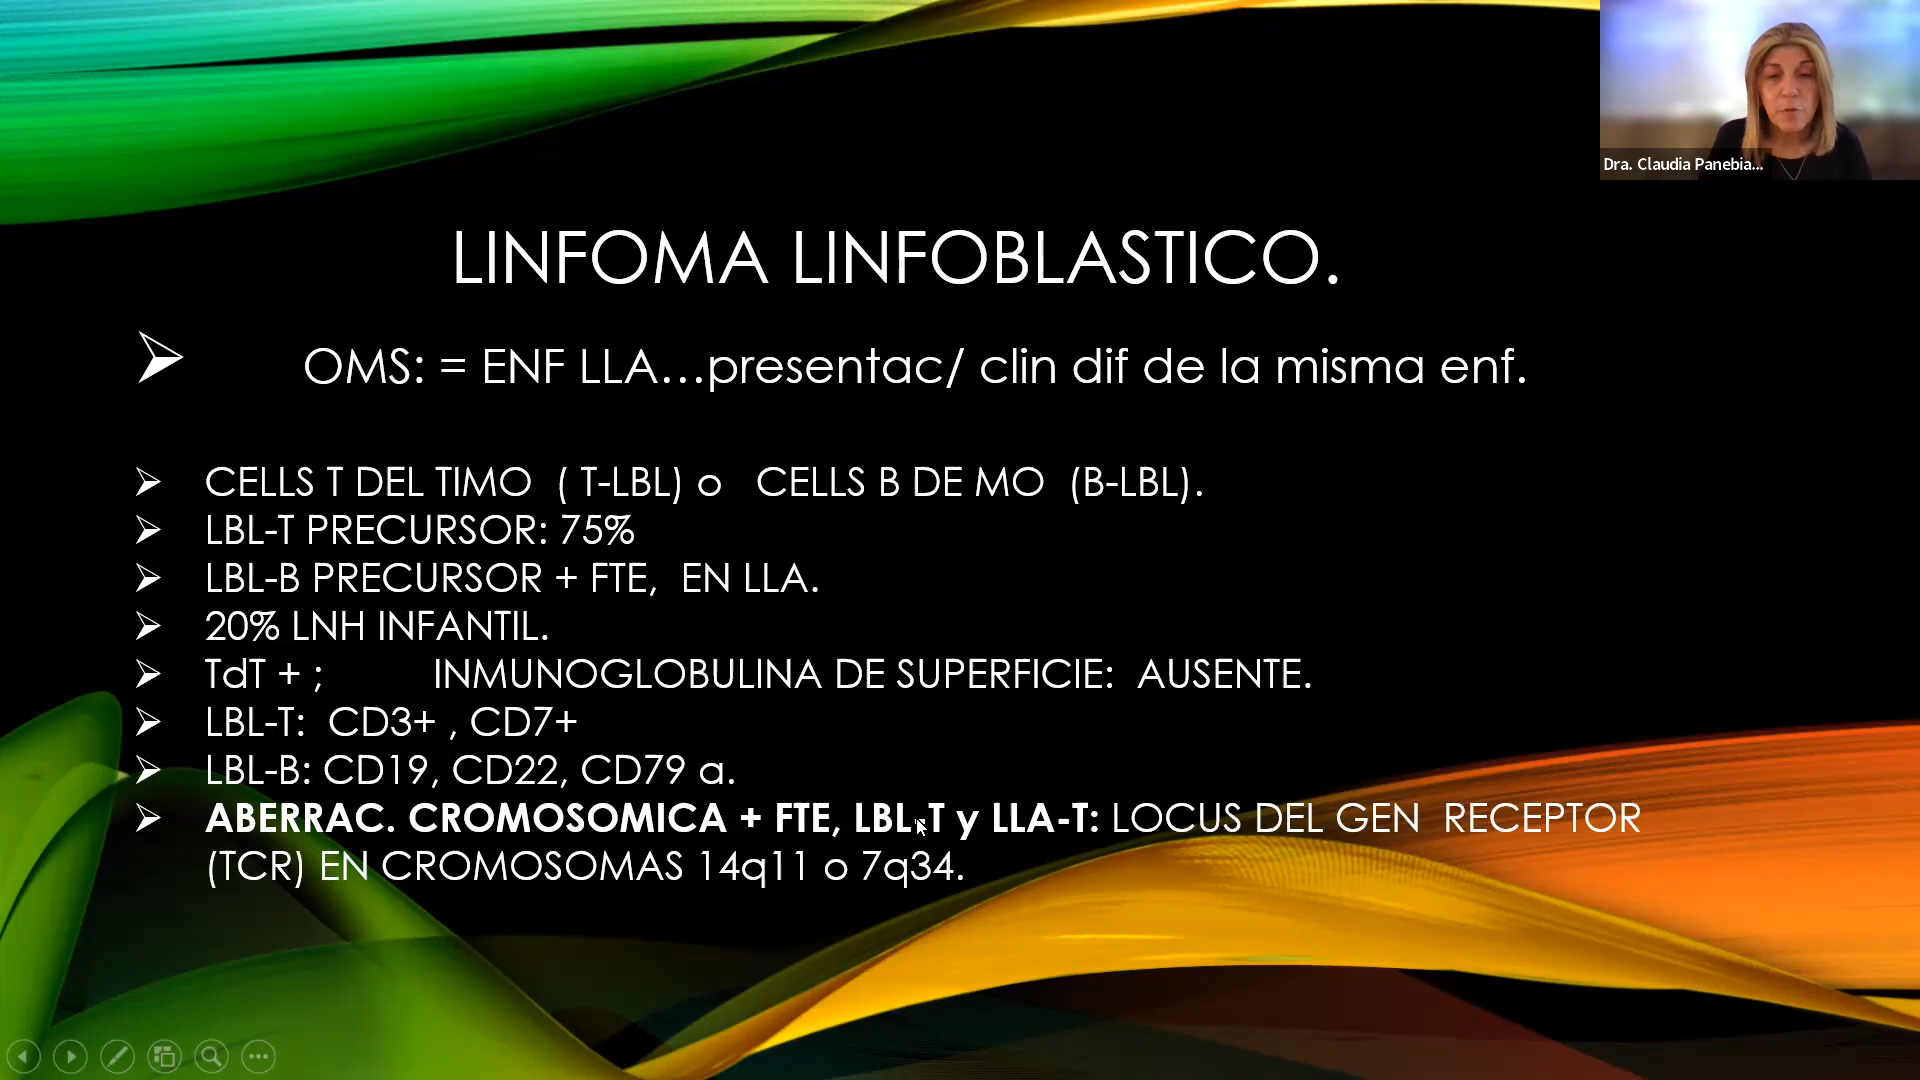 Dra. Claudia Panebia...
LINFOMA LINFOBLASTICO.
OMS: = ENF LLA...presentac/ clin dif de la misma enf.
CELLS T DEL TIMO ( T-LBL) o CELLS B DE MO (B-LBL).
LBL-T PRECURSOR: 75%
LBL-B PRECURSOR + FTE, EN LLA.
20% LNH INFANTIL.
TdT + ; INMUNOGLOBULINA DE SUPERFICIE: AUSENTE.
LBL-T: CD3+ , CD7+
LBL-B: CD19, CD22, CD79 a.
ABERRAC. CROMOSOMICA + FTE, LBL-T y LLA-T: LOCUS DEL GEN RECEPTOR
(TCR) EN CROMOSOMAS 14q11 o 7q34.